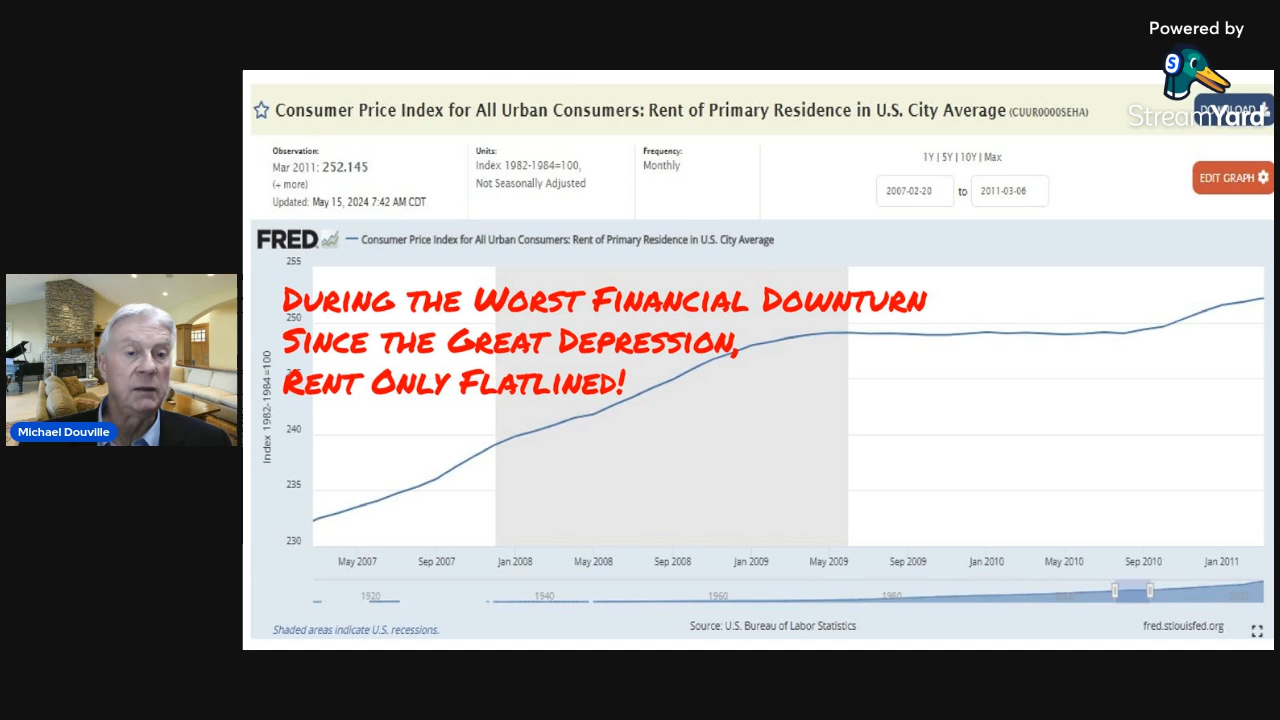 Powered by
StreamYard
Consumer Price Index for All Urban Consumers: Rent of Primary Residence in U.S. City Average (CUUR0000SEHA)
DOWNLOAD
Observation:
Mar 2011: 252.145
(+ more)
Updated: May 15, 2024 7:42 AM CDT
Units:
Index 1982-1984=100,
Not Seasonally Adjusted
Frequency:
Monthly
1Y | 5Y | 10Y | Max
2007-02-20 to 2011-03-06
EDIT GRAPH
FRED
Consumer Price Index for All Urban Consumers: Rent of Primary Residence in U.S. City Average
During the Worst Financial Downturn
Since the Great Depression,
Rent Only Flatlined!
255
250
240
235
230
Index 1982-1984=100
May 2007 Sep 2007 Jan 2008 May 2008 Sep 2008 Jan 2009 May 2009 Sep 2009 Jan 2010 May 2010 Sep 2010 Jan 2011
1920 1940 1960 1980
Shaded areas indicate U.S. recessions.
Source: U.S. Bureau of Labor Statistics
fred.stlouisfed.org
Michael Douville